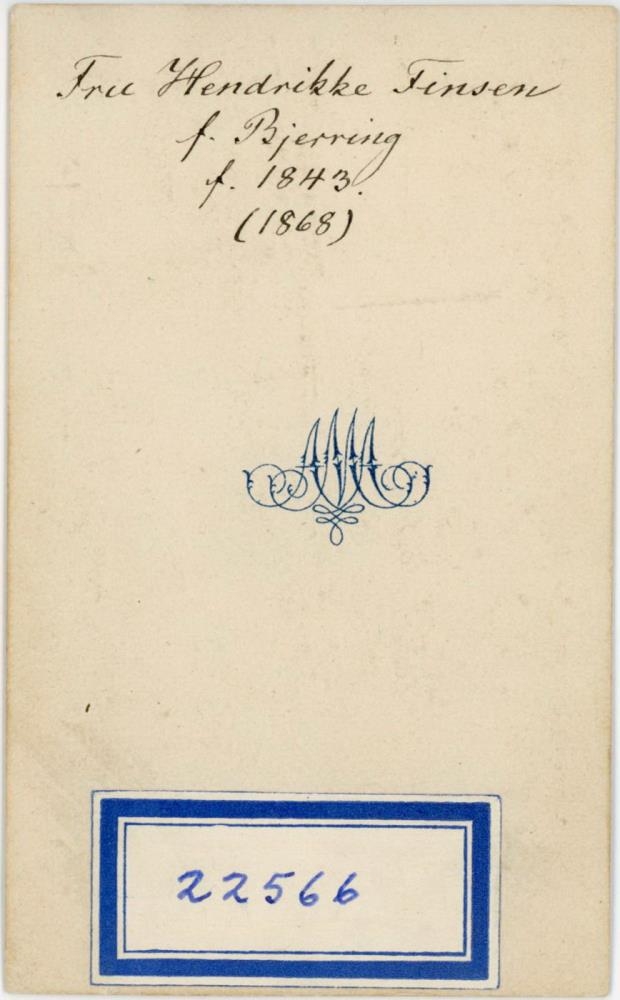 Fru Hendrikke Finsen
f. Bjerring
f. 1843.
(1868)
22566